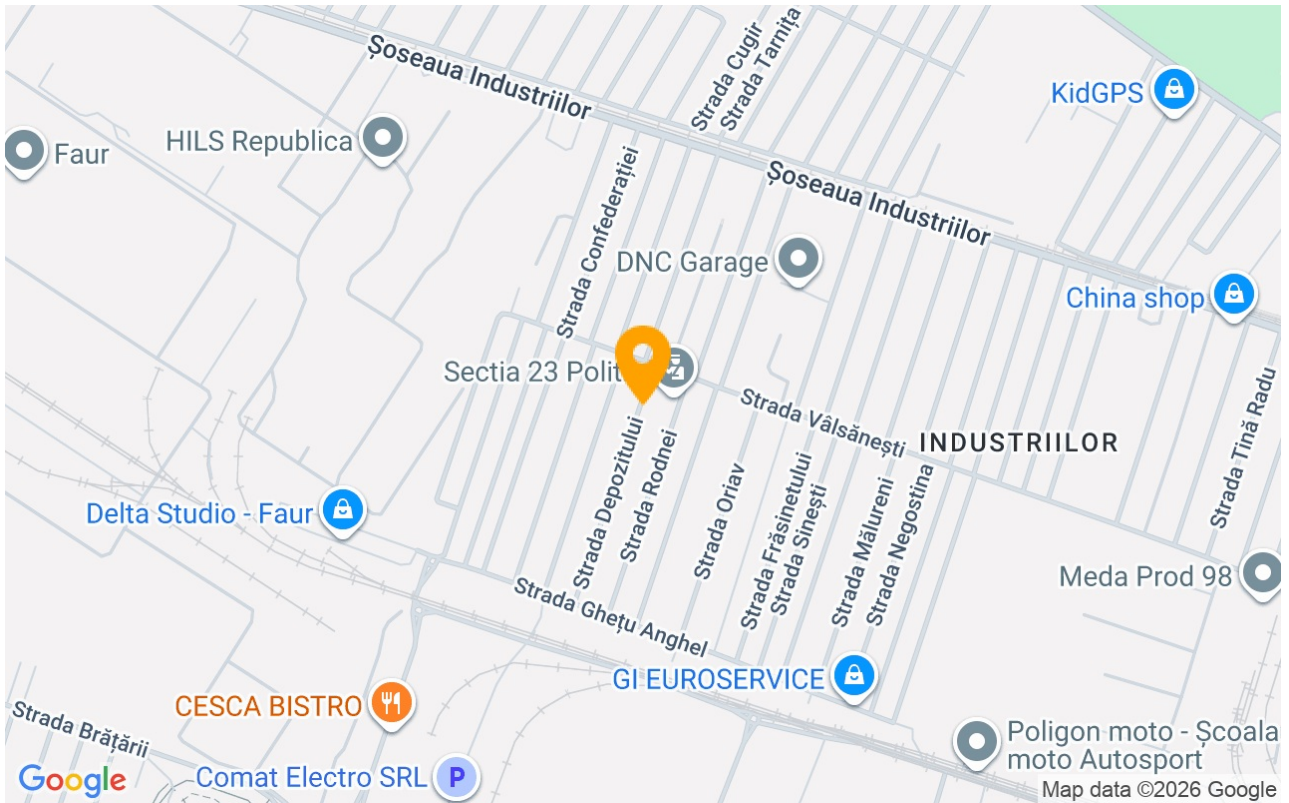 Șoseaua Industriilor
Strada Cugir
Strada Tarnița
KidGPS
Faur
HILS Republica
Strada Confederației
Șoseaua Industriilor
DNC Garage
China shop
Sectia 23 Polit
Strada Vâlsănești
INDUSTRIILOR
Strada Tină Radu
Delta Studio - Faur
Strada Depozitului
Strada Rodnei
Strada Oriav
Strada Frăsinetului
Strada Sinești
Strada Mălureni
Strada Negostina
Meda Prod 98
Strada Ghețu Anghel
GI EUROSERVICE
CESCA BISTRO
Strada Brățării
Poligon moto - Școala
moto Autosport
Google
Comat Electro SRL
P
Map data ©2026 Google